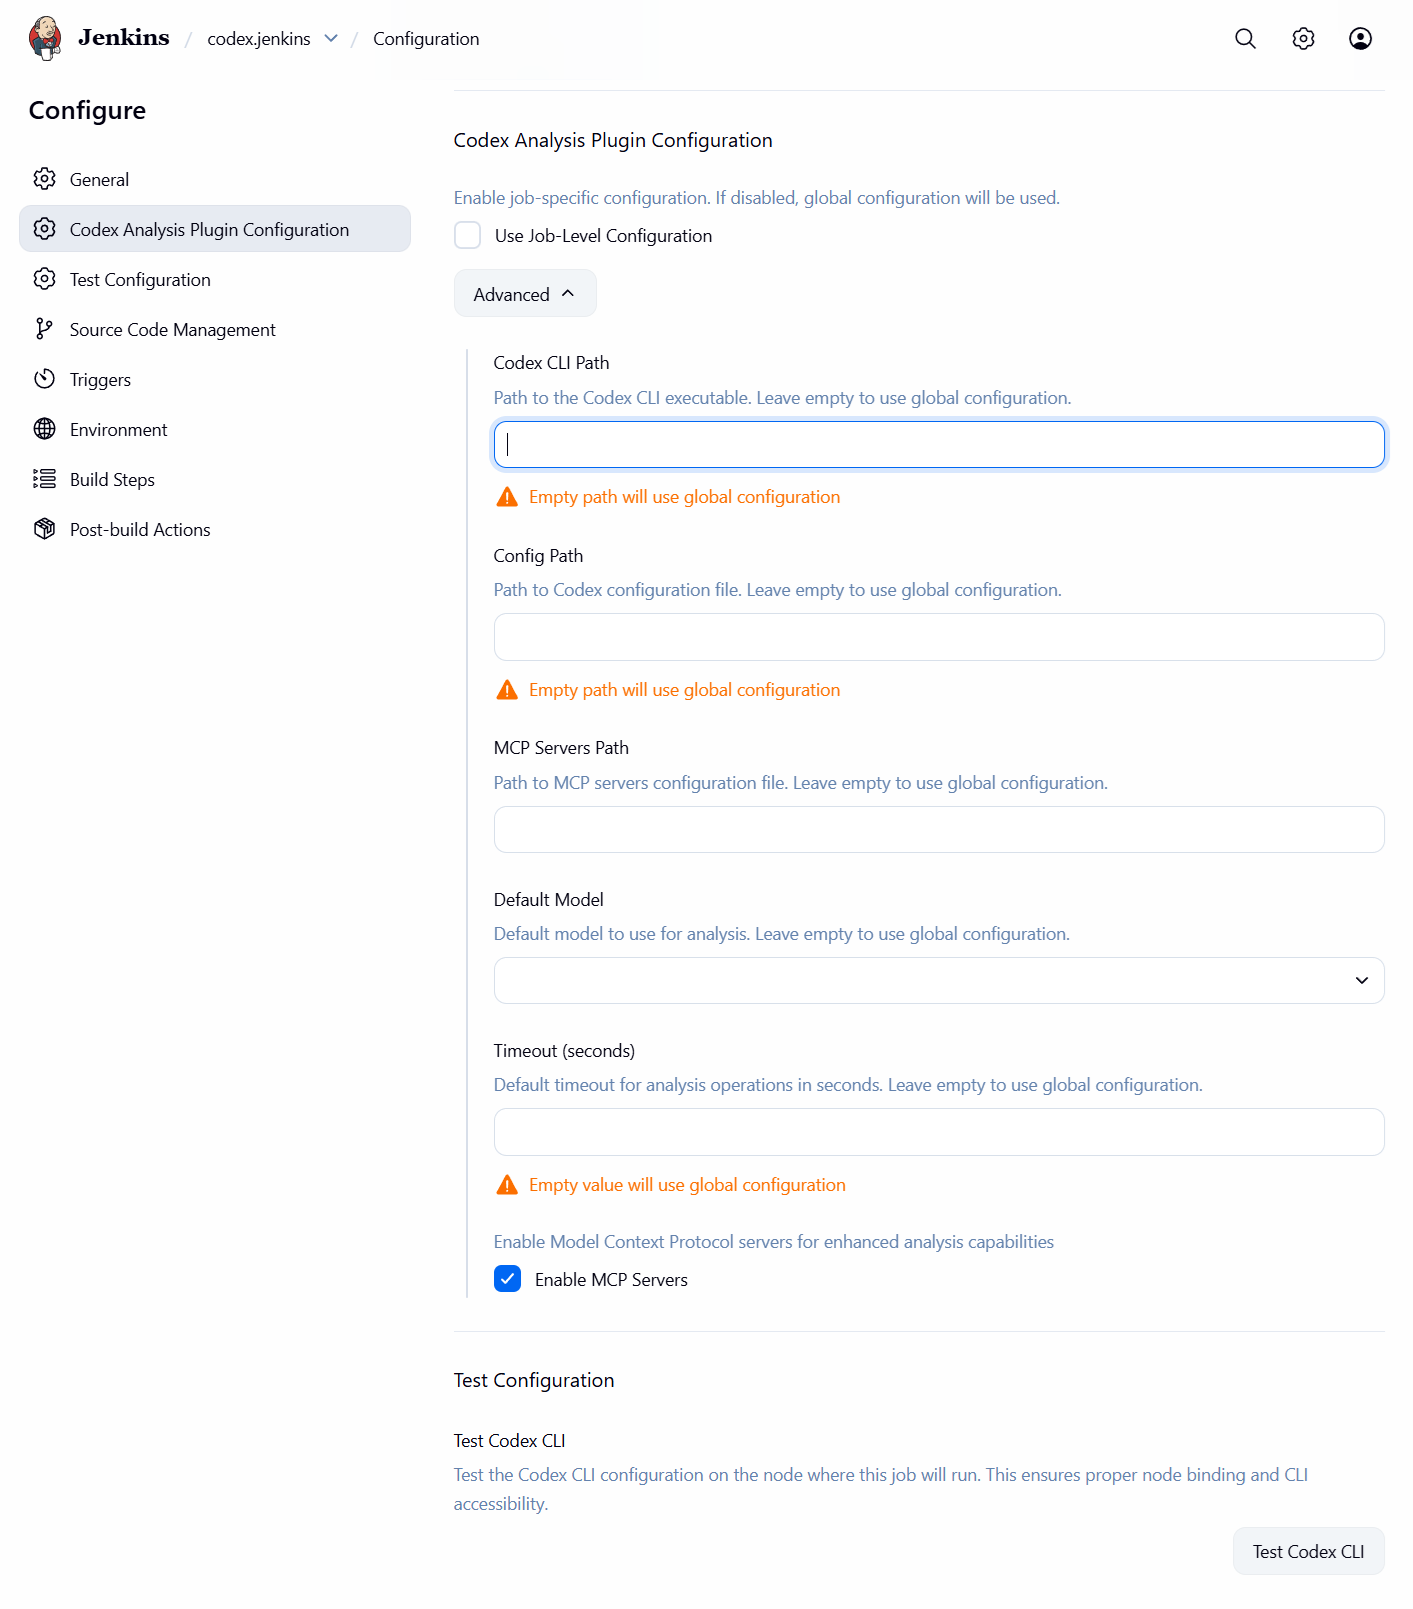 Jenkins / codex.jenkins / Configuration
Configure
General
Codex Analysis Plugin Configuration
Test Configuration
Source Code Management
Triggers
Environment
Build Steps
Post-build Actions
Codex Analysis Plugin Configuration
Enable job-specific configuration. If disabled, global configuration will be used.
Use Job-Level Configuration
Advanced
Codex CLI Path
Path to the Codex CLI executable. Leave empty to use global configuration.
Empty path will use global configuration
Config Path
Path to Codex configuration file. Leave empty to use global configuration.
Empty path will use global configuration
MCP Servers Path
Path to MCP servers configuration file. Leave empty to use global configuration.
Default Model
Default model to use for analysis. Leave empty to use global configuration.
Timeout (seconds)
Default timeout for analysis operations in seconds. Leave empty to use global configuration.
Empty value will use global configuration
Enable Model Context Protocol servers for enhanced analysis capabilities
Enable MCP Servers
Test Configuration
Test Codex CLI
Test the Codex CLI configuration on the node where this job will run. This ensures proper node binding and CLI
accessibility.
Test Codex CLI